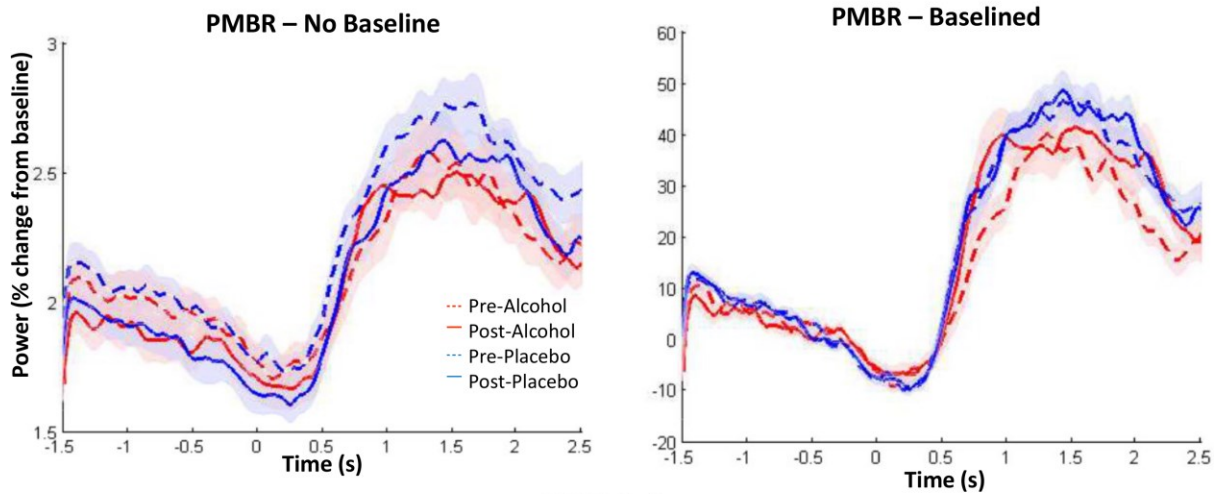 PMBR – No Baseline
Power (% change from baseline)
3
2.5
2
1.5
-1.5 -1 -0.5 0 0.5 1 1.5 2 2.5
Time (s)
Pre-Alcohol
Post-Alcohol
Pre-Placebo
Post-Placebo
PMBR – Baselined
60
50
40
30
20
10
0
-10
-20
-1.5 -1 -0.5 0 0.5 1 1.5 2 2.5
Time (s)